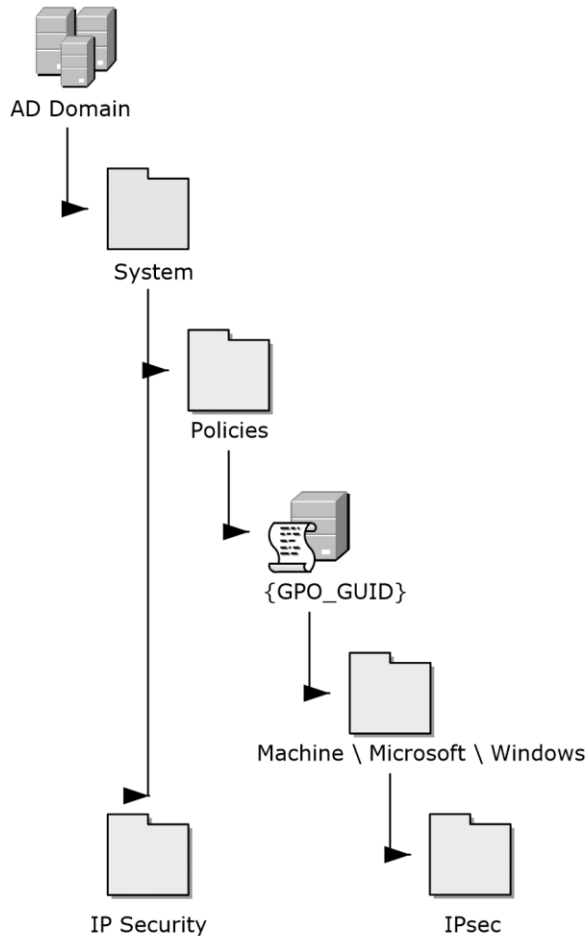 AD Domain
System
Policies
{GPO_GUID}
Machine \ Microsoft \ Windows
IP Security
IPsec